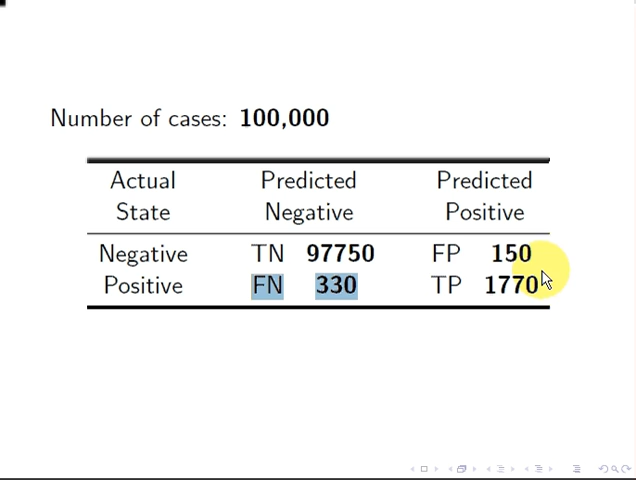 Number of cases: 100,000
Actual State Predicted Negative Predicted Positive
Negative TN 97750 FP 150
Positive FN 330 TP 1770